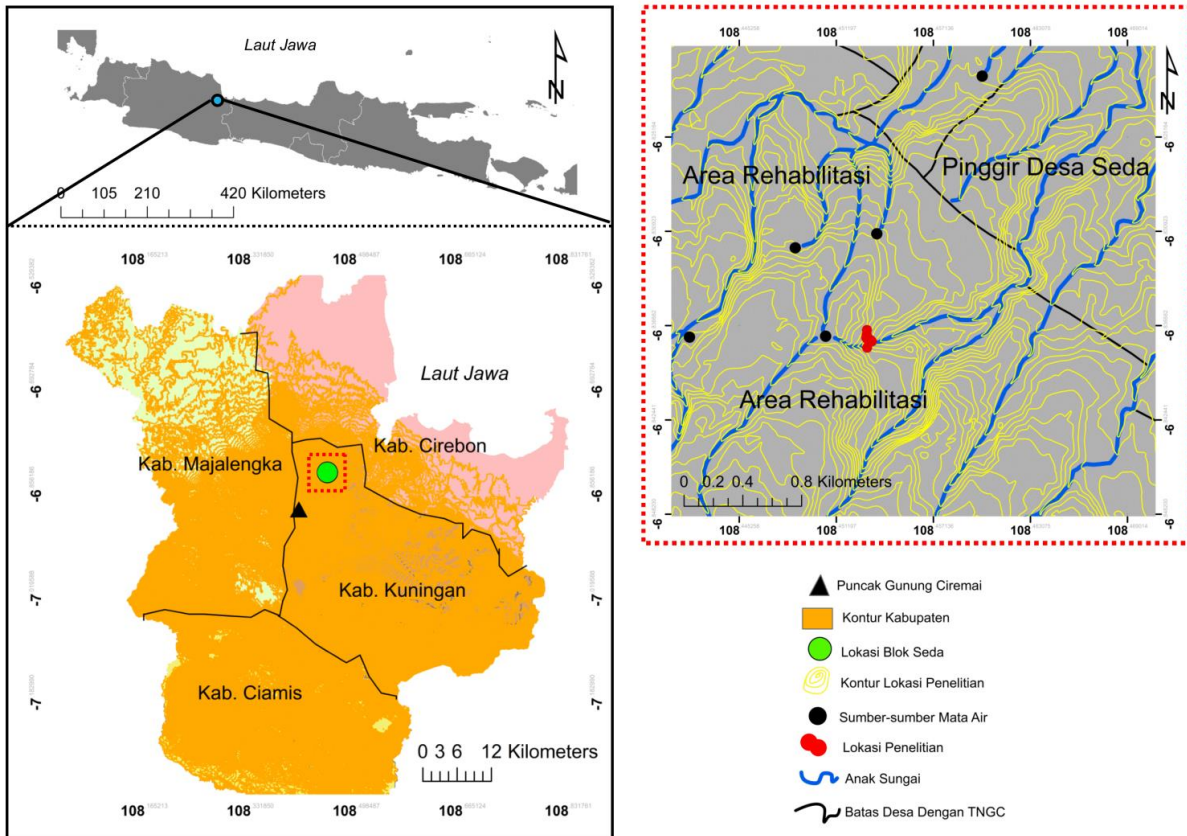 Laut Jawa
N
0 105 210 420 Kilometers
108 108 108 108 108
-6 -6
-6 -6
Laut Jawa
Kab. Cirebon
Kab. Majalengka
-6 -6
Kab. Kuningan
-7 -7
Kab. Ciamis
-7 -7
0 3 6 12 Kilometers
108 108 108 108 108
108 108 108 108 108
N
-6 -6
Area Rehabilitasi
Pinggir Desa Seda
-6 -6
-6 -6
Area Rehabilitasi
-6 -6
0 0.2 0.4 0.8 Kilometers
-6 -6
108 108 108 108 108
Puncak Gunung Ciremai
Kontur Kabupaten
Lokasi Blok Seda
Kontur Lokasi Penelitian
Sumber-sumber Mata Air
Lokasi Penelitian
Anak Sungai
Batas Desa Dengan TNGC